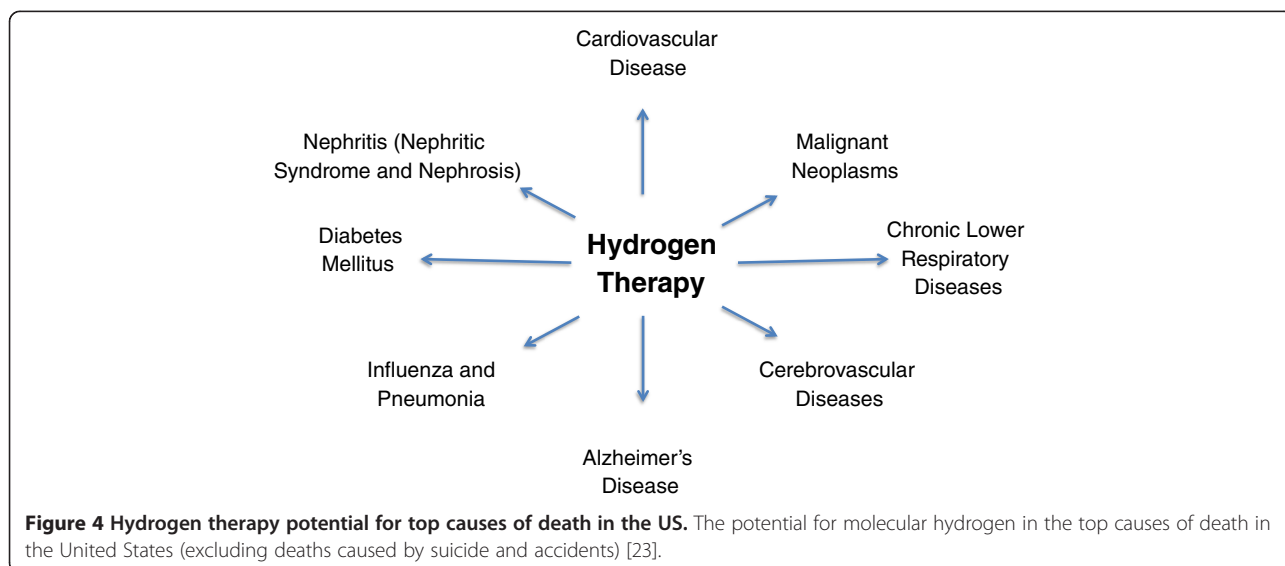 Cardiovascular
Disease
Nephritis (Nephritic
Syndrome and Nephrosis)
Malignant
Neoplasms
Diabetes
Mellitus
Hydrogen
Therapy
Chronic Lower
Respiratory
Diseases
Influenza and
Pneumonia
Cerebrovascular
Diseases
Alzheimer's
Disease
Figure 4 Hydrogen therapy potential for top causes of death in the US. The potential for molecular hydrogen in the top causes of death in
the United States (excluding deaths caused by suicide and accidents) [23].